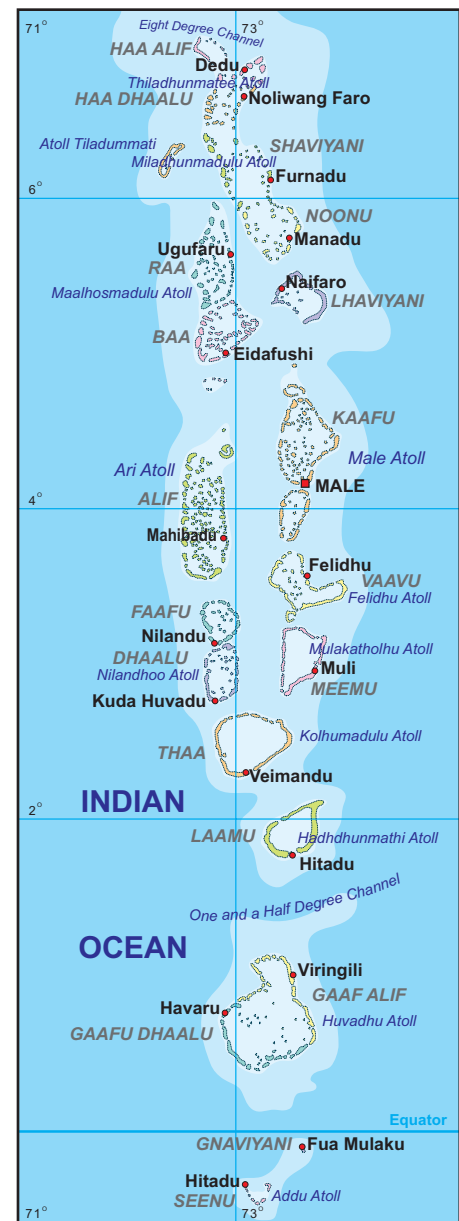 71°
73°
Eight Degree Channel
HAA ALIF
Dedu
Thiladhunmatee Atoll
HAA DHAALU
Noliwang Faro
Atoll Tiladummati
SHAVIYANI
Miladhunmadulu Atoll
Furnadu
6°
NOONU
Manadu
Ugufaru
RAA
Naifaro
Maalhosmadulu Atoll
LHAVIYANI
BAA
Eidafushi
KAAFU
Ari Atoll
Male Atoll
ALIF
MALE
4°
Mahibadu
Felidhu
VAAVU
Felidhu Atoll
FAAFU
Nilandu
Mulakatholhu Atoll
DHAALU
Nilandhoo Atoll
Muli
MEEMU
Kuda Huvadu
Kolhumadulu Atoll
THAA
Veimandu
INDIAN
2°
LAAMU
Hadhdhunmathi Atoll
Hitadu
One and a Half Degree Channel
OCEAN
Viringili
GAAF ALIF
Havaru
Huvadhu Atoll
GAAFU DHAALU
Equator
GNAVIYANI
Fua Mulaku
Hitadu
SEENU
Addu Atoll
71°
73°